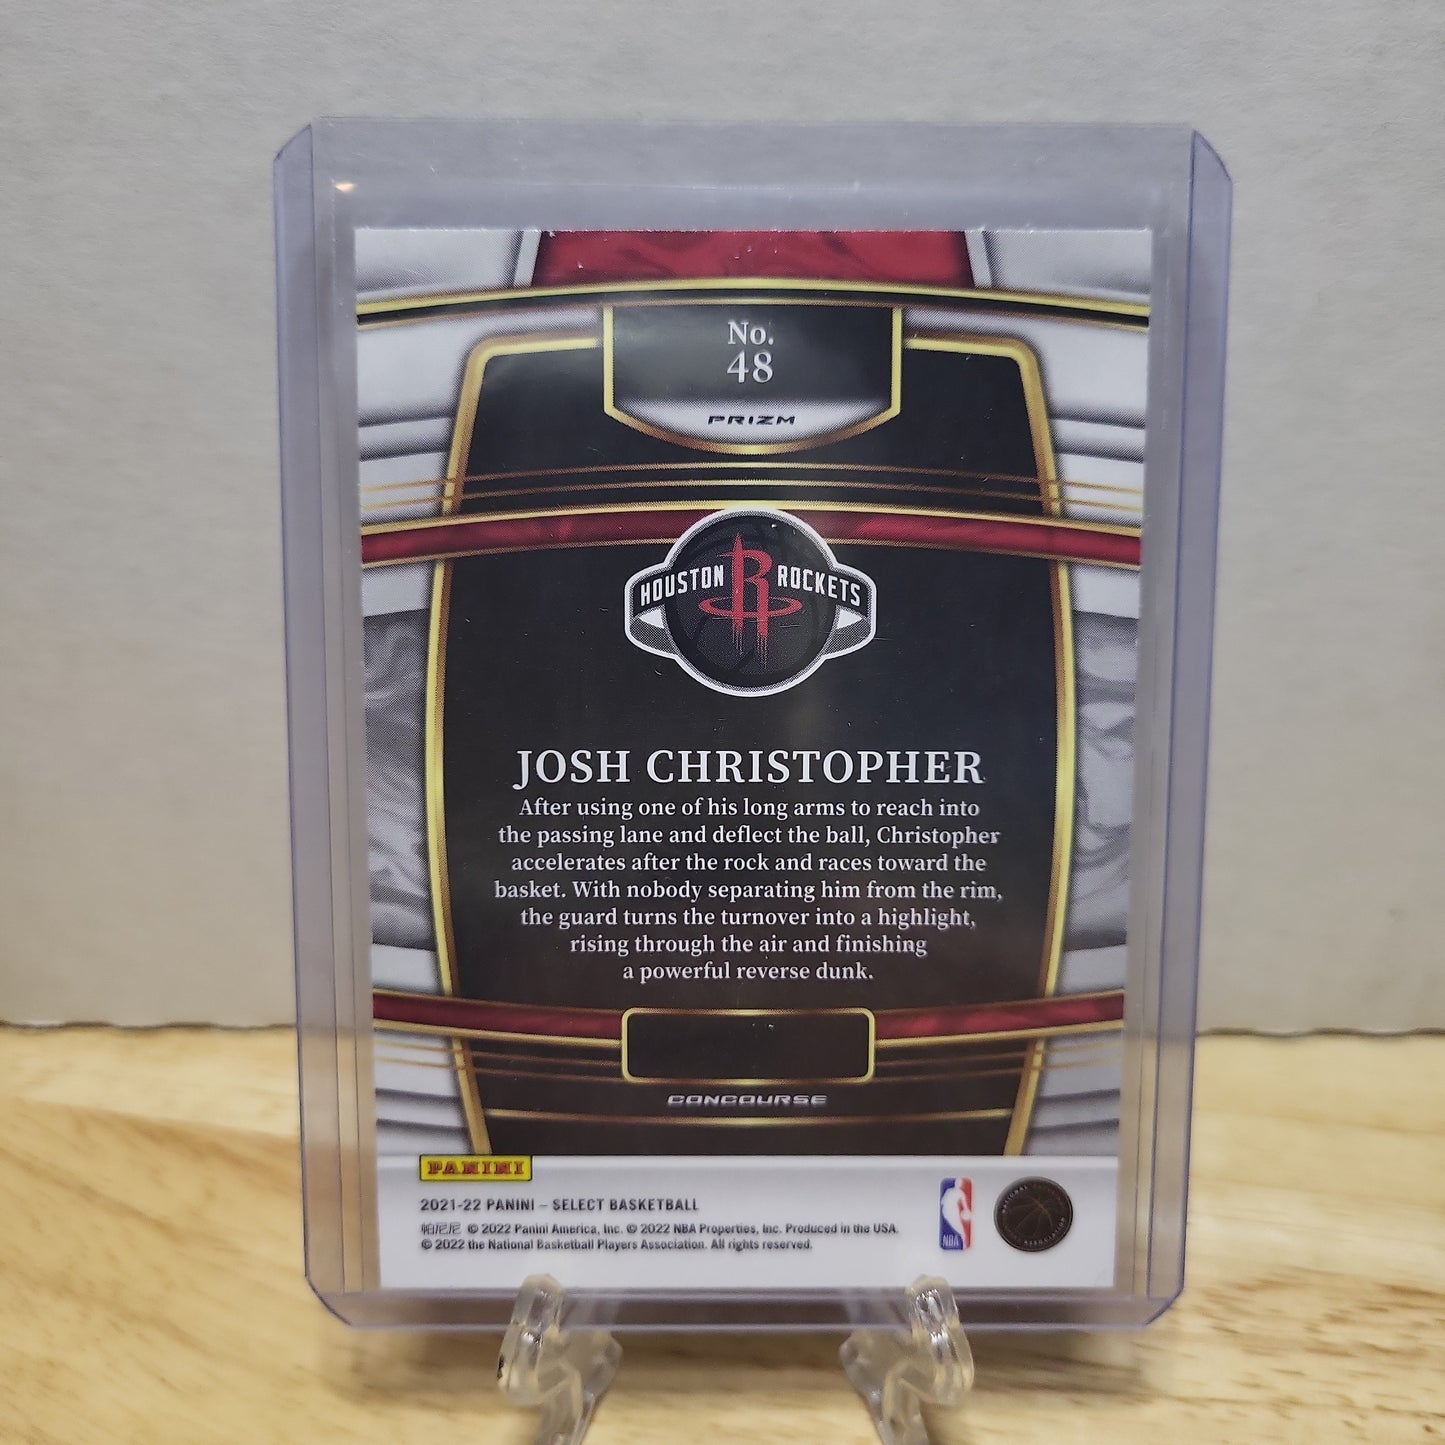 No.
48
PRIZM
HOUSTON R ROCKETS
JOSH CHRISTOPHER
After using one of his long arms to reach into
the passing lane and deflect the ball, Christopher
accelerates after the rock and races toward the
basket. With nobody separating him from the rim,
the guard turns the turnover into a highlight,
rising through the air and finishing
a powerful reverse dunk.
CONCOURSE
PANINI
2021-22 PANINI – SELECT BASKETBALL
帕尼尼 © 2022 Panini America, Inc. © 2022 NBA Properties, Inc. Produced in the USA.
© 2022 the National Basketball Players Association. All rights reserved.
NBA